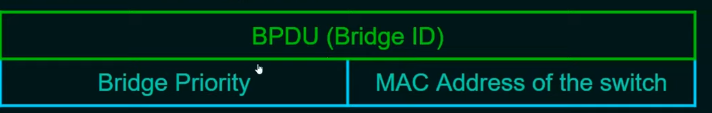 BPDU (Bridge ID)
Bridge Priority
MAC Address of the switch